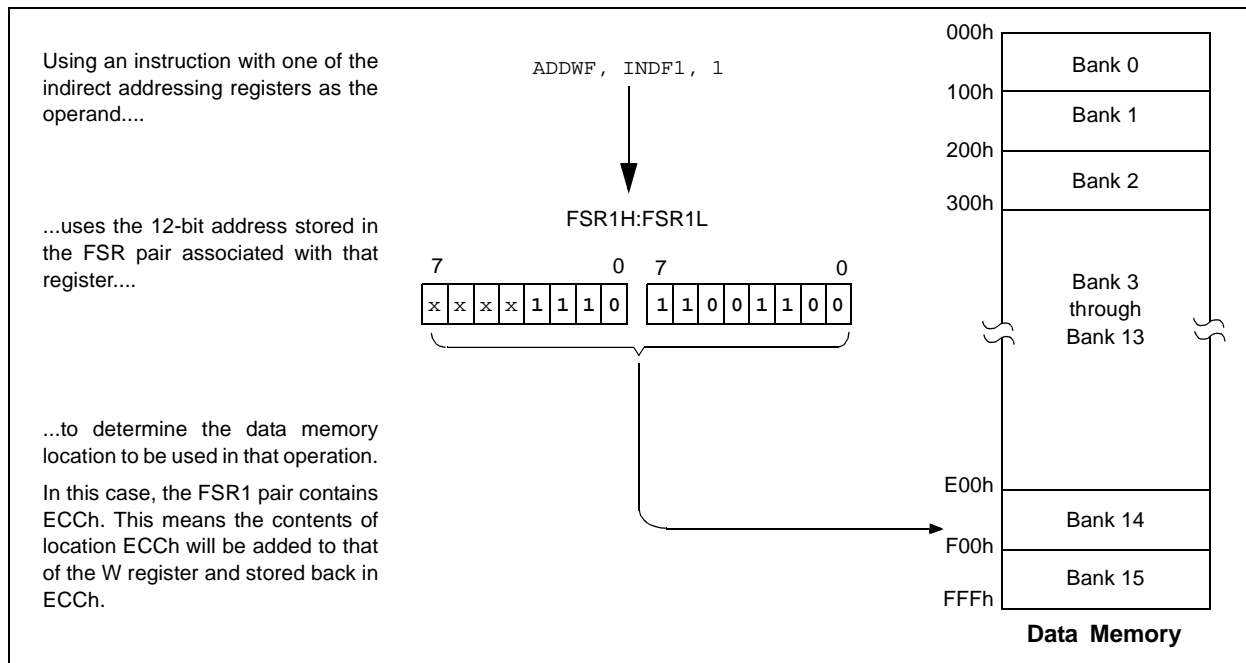 Using an instruction with one of the
indirect addressing registers as the
operand....
ADDWF, INDF1, 1
...uses the 12-bit address stored in
the FSR pair associated with that
register....
FSR1H:FSR1L
7 0 7 0
x x x x 1 1 1 0 1 1 0 0 1 1 0 0
...to determine the data memory
location to be used in that operation.
In this case, the FSR1 pair contains
ECCh. This means the contents of
location ECCh will be added to that
of the W register and stored back in
ECCh.
000h
Bank 0
100h
Bank 1
200h
Bank 2
300h
Bank 3
through
Bank 13
E00h
Bank 14
F00h
Bank 15
FFFh
Data Memory